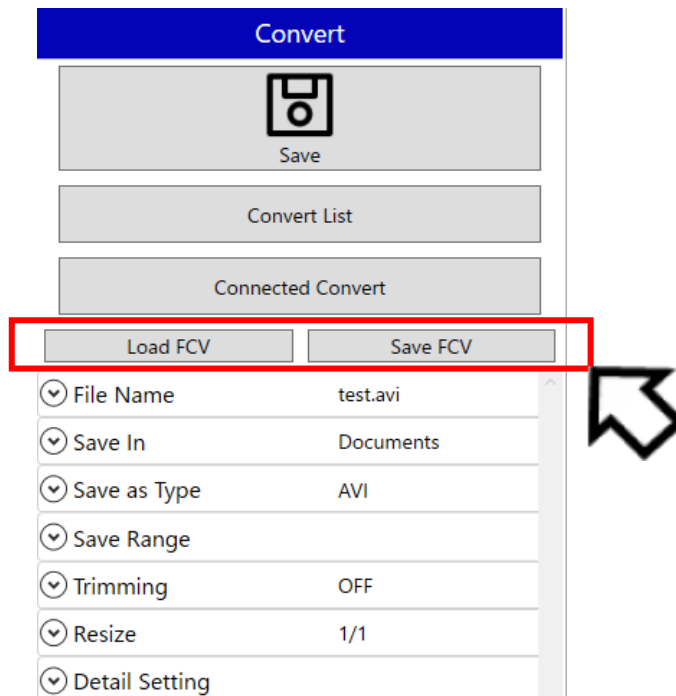 Convert
Save
Convert List
Connected Convert
Load FCV Save FCV
File Name test.avi
Save In Documents
Save as Type AVI
Save Range
Trimming OFF
Resize 1/1
Detail Setting